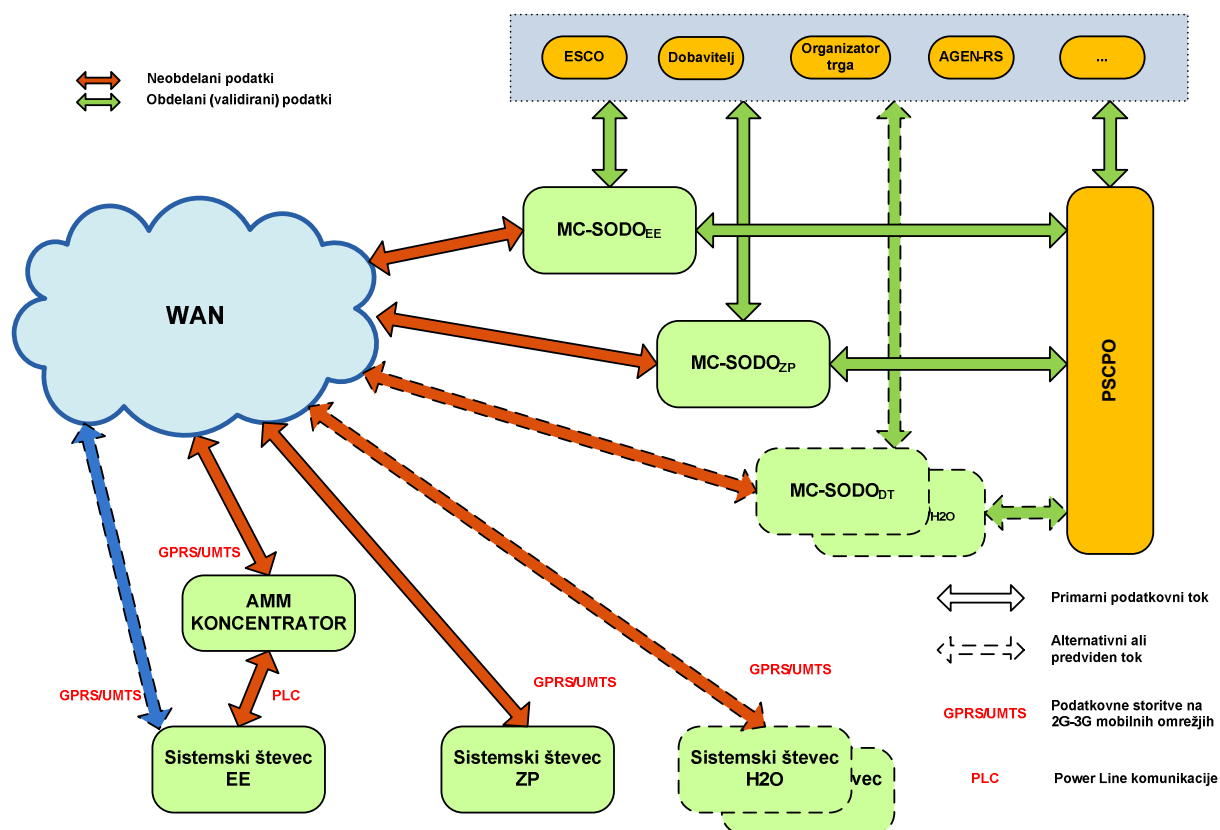 ESCO
Dobavitelj
Organizator
trga
AGEN-RS
...
Neobdelani podatki
Obdelani (validirani) podatki
MC-SODOEE
WAN
MC-SODOZP
PSCPO
MC-SODODT
H2O
GPRS/UMTS
AMM
KONCENTRATOR
Primarni podatkovni tok
Alternativni ali
predviden tok
GPRS/UMTS
PLC
GPRS/UMTS
GPRS/UMTS
GPRS/UMTS
Podatkovne storitve na
2G-3G mobilnih omrežjih
Sistemski števec
EE
Sistemski števec
ZP
Sistemski števec
H2O
vec
PLC
Power Line komunikacije